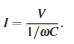 I = V / 1/ωC .